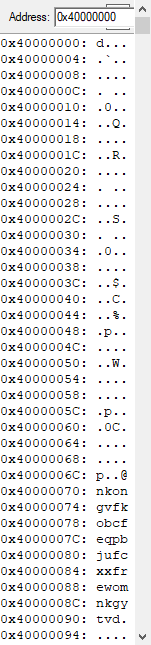 Address: 0x40000000
0x40000000: d...
0x40000004: .`..
0x40000008: ....
0x4000000C: . ..
0x40000010: .0..
0x40000014: ..Q.
0x40000018: ....
0x4000001C: ..R.
0x40000020: ....
0x40000024: . ..
0x40000028: ....
0x4000002C: ..S.
0x40000030: . ..
0x40000034: .0..
0x40000038: ....
0x4000003C: ..$.
0x40000040: ..C.
0x40000044: ..%.
0x40000048: .p..
0x4000004C: ....
0x40000050: ..W.
0x40000054: ....
0x40000058: ....
0x4000005C: .p..
0x40000060: .0C.
0x40000064: ....
0x40000068: ....
0x4000006C: p..@
0x40000070: nkon
0x40000074: gvfk
0x40000078: obcf
0x4000007C: eqpb
0x40000080: jufc
0x40000084: xxfr
0x40000088: ewom
0x4000008C: nkgy
0x40000090: tvd.
0x40000094: ....